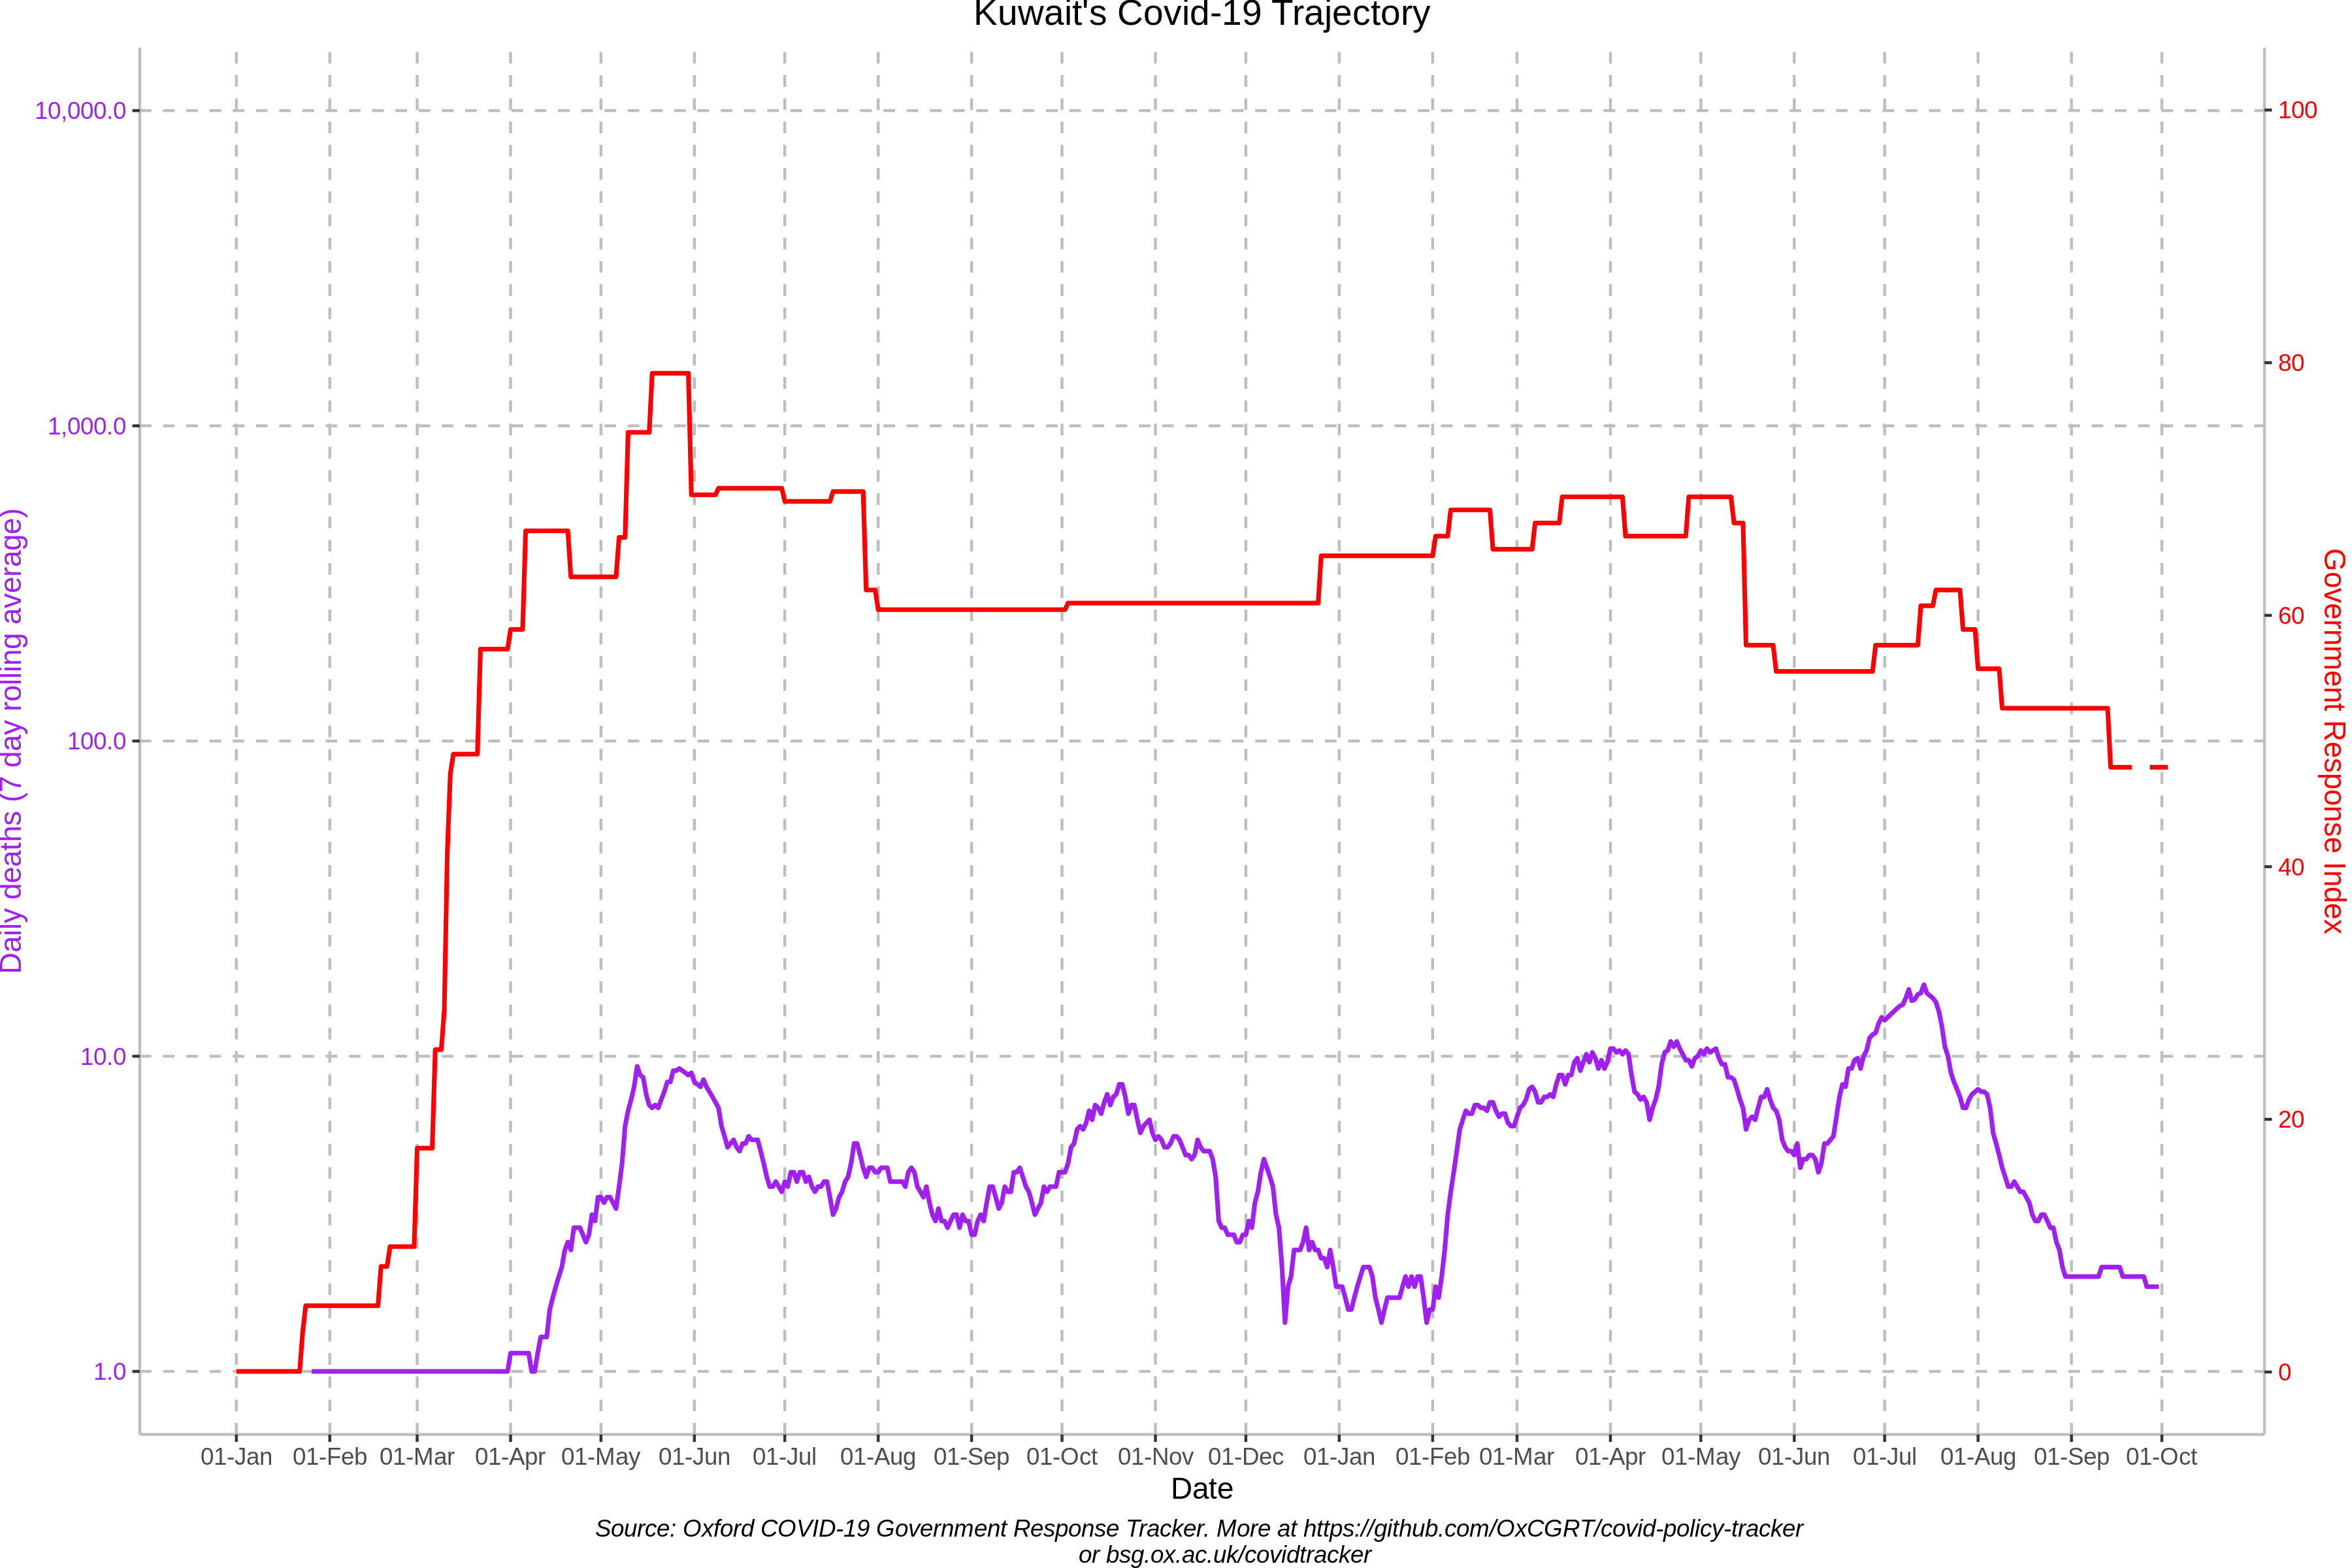 Kuwait's Covid-19 Trajectory
10,000.0
1,000.0
100.0
10.0
1.0
Daily deaths (7 day rolling average)
100
80
60
40
20
0
Government Response Index
01-Jan 01-Feb 01-Mar 01-Apr 01-May 01-Jun 01-Jul 01-Aug 01-Sep 01-Oct 01-Nov 01-Dec 01-Jan 01-Feb 01-Mar 01-Apr 01-May 01-Jun 01-Jul 01-Aug 01-Sep 01-Oct
Date
Source: Oxford COVID-19 Government Response Tracker. More at https://github.com/OxCGRT/covid-policy-tracker
or bsg.ox.ac.uk/covidtracker